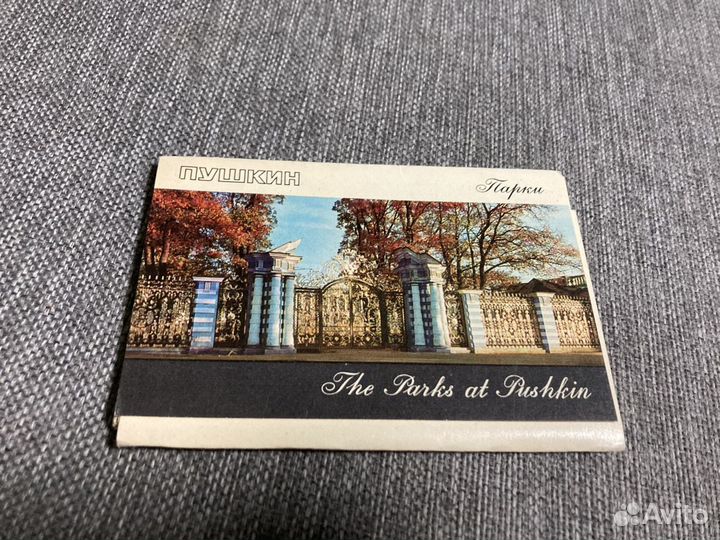 ПУШКИН
Парки
The Parks at Pushkin
Avito